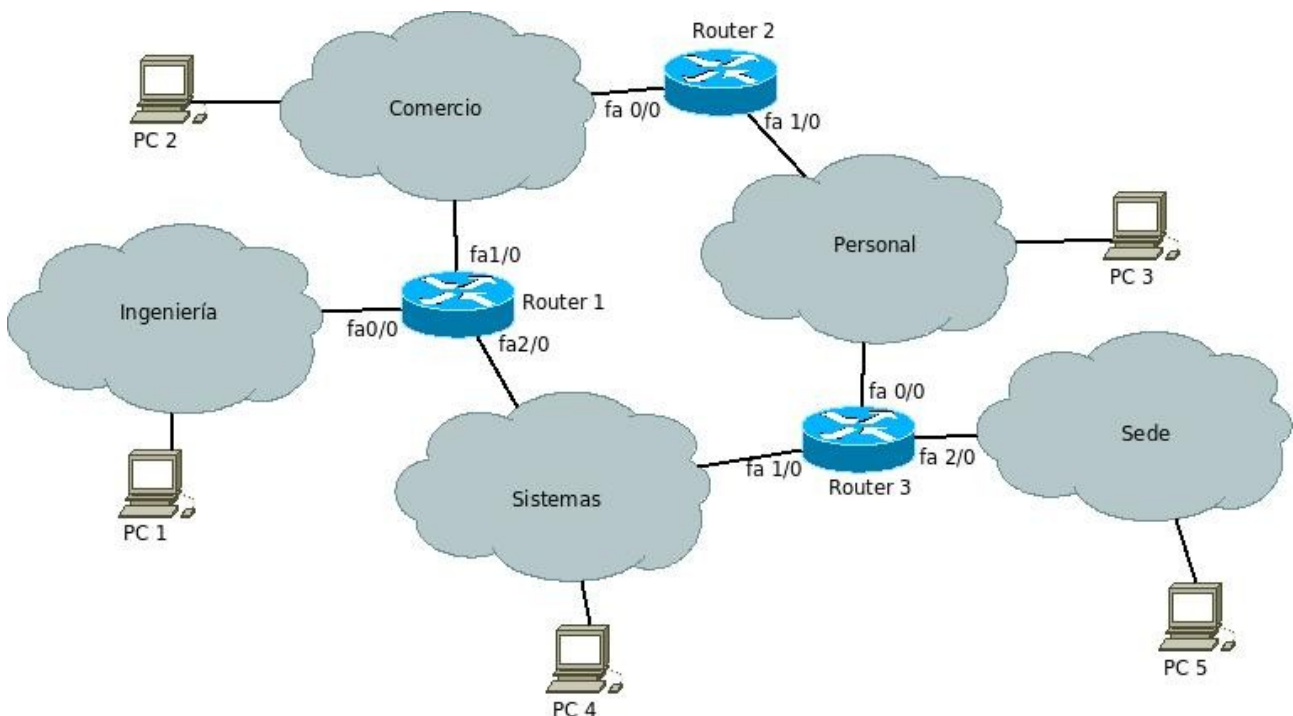 Router 2
Comercio
fa 0/0
fa 1/0
PC 2
Personal
fa1/0
PC 3
Ingeniería
Router 1
fa0/0
fa2/0
fa 0/0
Sede
fa 1/0
fa 2/0
Router 3
Sistemas
PC 1
PC 5
PC 4